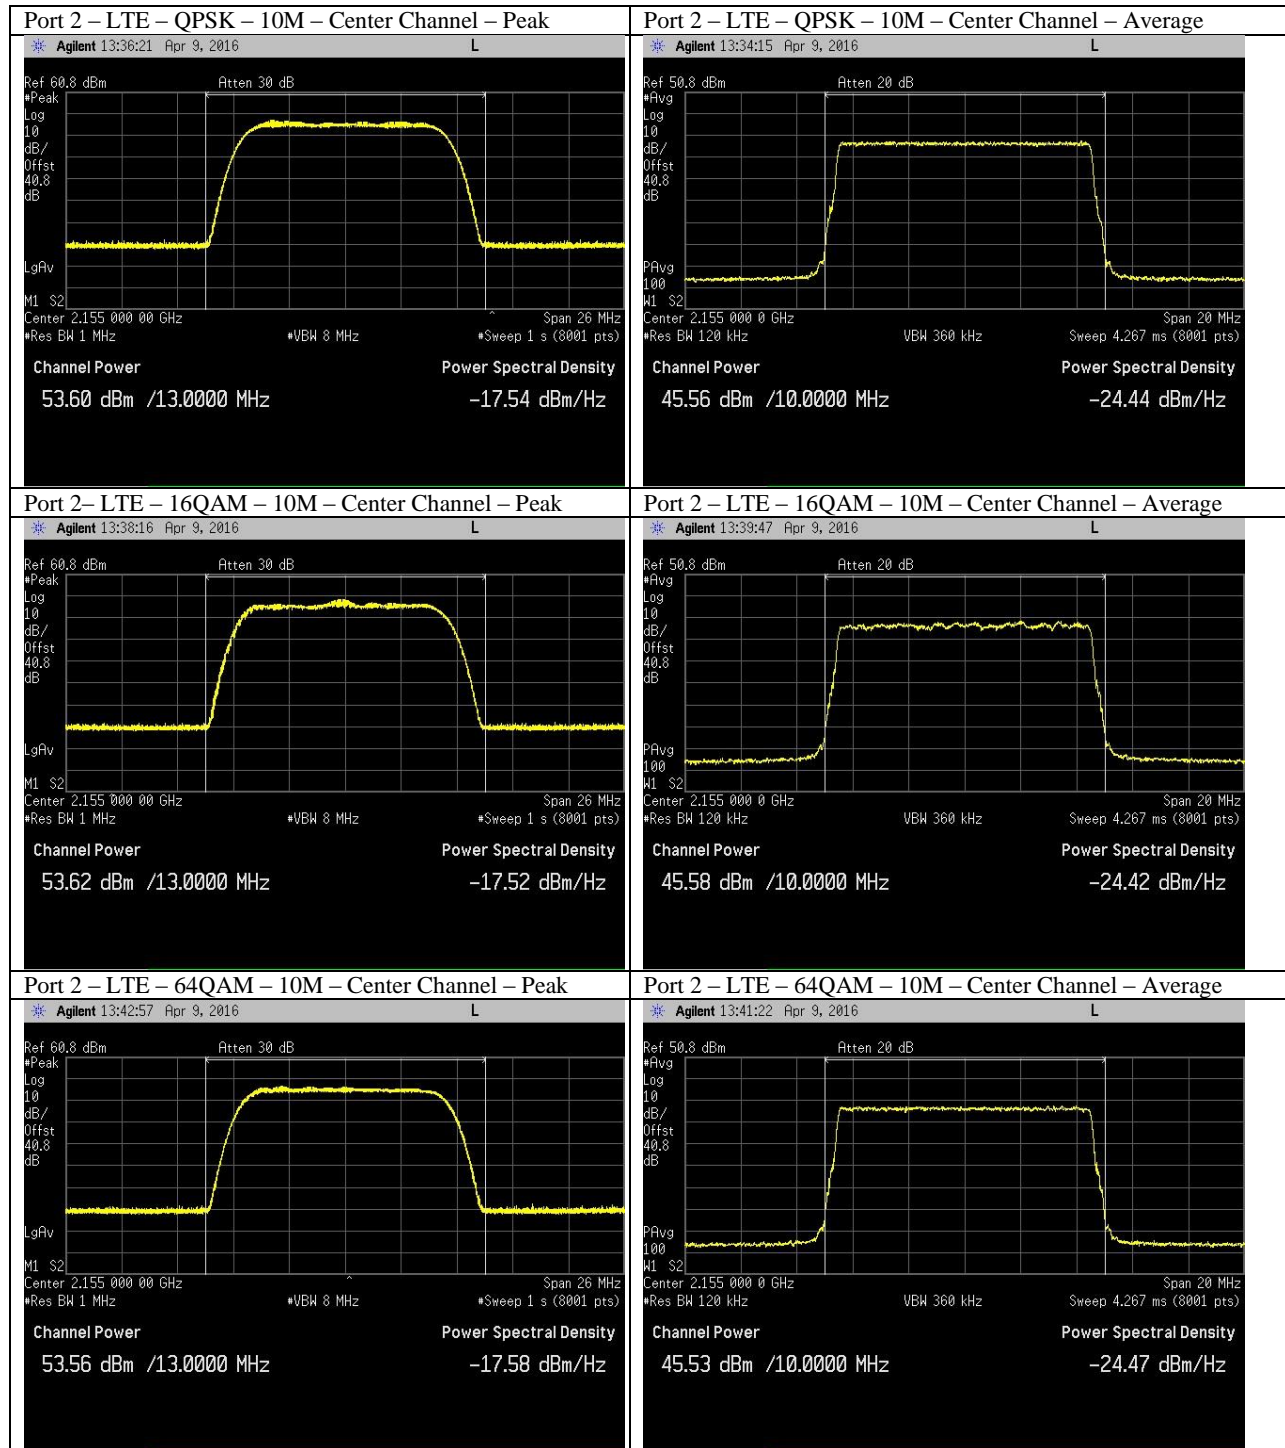 Port 2 – LTE – QPSK – 10M – Center Channel – Peak
Agilent 13:36:21 Apr 9, 2016 L
Ref 60.8 dBm Atten 30 dB
#Peak
Log
10
dB/
Offst
40.8
dB
LgAv
M1 S2
Center 2.155 000 00 GHz Span 26 MHz
#Res BW 1 MHz #VBW 8 MHz #Sweep 1 s (8001 pts)
Channel Power Power Spectral Density
53.60 dBm /13.0000 MHz -17.54 dBm/Hz
Port 2 – LTE – QPSK – 10M – Center Channel – Average
Agilent 13:34:15 Apr 9, 2016 L
Ref 50.8 dBm Atten 20 dB
#Avg
Log
10
dB/
Offst
40.8
dB
PAvg
100
W1 S2
Center 2.155 000 0 GHz Span 20 MHz
#Res BW 120 kHz VBW 360 kHz Sweep 4.267 ms (8001 pts)
Channel Power Power Spectral Density
45.56 dBm /10.0000 MHz -24.44 dBm/Hz
Port 2– LTE – 16QAM – 10M – Center Channel – Peak
Agilent 13:38:16 Apr 9, 2016 L
Ref 60.8 dBm Atten 30 dB
#Peak
Log
10
dB/
Offst
40.8
dB
LgAv
M1 S2
Center 2.155 000 00 GHz Span 26 MHz
#Res BW 1 MHz #VBW 8 MHz #Sweep 1 s (8001 pts)
Channel Power Power Spectral Density
53.62 dBm /13.0000 MHz -17.52 dBm/Hz
Port 2 – LTE – 16QAM – 10M – Center Channel – Average
Agilent 13:39:47 Apr 9, 2016 L
Ref 50.8 dBm Atten 20 dB
#Avg
Log
10
dB/
Offst
40.8
dB
PAvg
100
W1 S2
Center 2.155 000 0 GHz Span 20 MHz
#Res BW 120 kHz VBW 360 kHz Sweep 4.267 ms (8001 pts)
Channel Power Power Spectral Density
45.58 dBm /10.0000 MHz -24.42 dBm/Hz
Port 2 – LTE – 64QAM – 10M – Center Channel – Peak
Agilent 13:42:57 Apr 9, 2016 L
Ref 60.8 dBm Atten 30 dB
#Peak
Log
10
dB/
Offst
40.8
dB
LgAv
M1 S2
Center 2.155 000 00 GHz Span 26 MHz
#Res BW 1 MHz #VBW 8 MHz #Sweep 1 s (8001 pts)
Channel Power Power Spectral Density
53.56 dBm /13.0000 MHz -17.58 dBm/Hz
Port 2 – LTE – 64QAM – 10M – Center Channel – Average
Agilent 13:41:22 Apr 9, 2016 L
Ref 50.8 dBm Atten 20 dB
#Avg
Log
10
dB/
Offst
40.8
dB
PAvg
100
W1 S2
Center 2.155 000 0 GHz Span 20 MHz
#Res BW 120 kHz VBW 360 kHz Sweep 4.267 ms (8001 pts)
Channel Power Power Spectral Density
45.53 dBm /10.0000 MHz -24.47 dBm/Hz